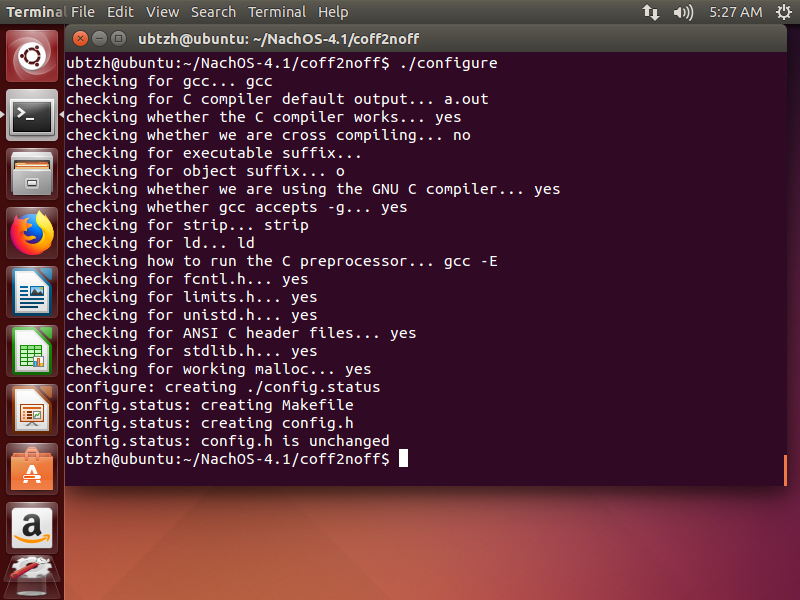 Terminal File Edit View Search Terminal Help 5:27 AM
ubtzh@ubuntu: ~/NachOS-4.1/coff2noff
ubtzh@ubuntu:~/NachOS-4.1/coff2noff$ ./configure
checking for gcc... gcc
checking for C compiler default output... a.out
checking whether the C compiler works... yes
checking whether we are cross compiling... no
checking for executable suffix...
checking for object suffix... o
checking whether we are using the GNU C compiler... yes
checking whether gcc accepts -g... yes
checking for strip... strip
checking for ld... ld
checking how to run the C preprocessor... gcc -E
checking for fcntl.h... yes
checking for limits.h... yes
checking for unistd.h... yes
checking for ANSI C header files... yes
checking for stdlib.h... yes
checking for working malloc... yes
configure: creating ./config.status
config.status: creating Makefile
config.status: creating config.h
config.status: config.h is unchanged
ubtzh@ubuntu:~/NachOS-4.1/coff2noff$